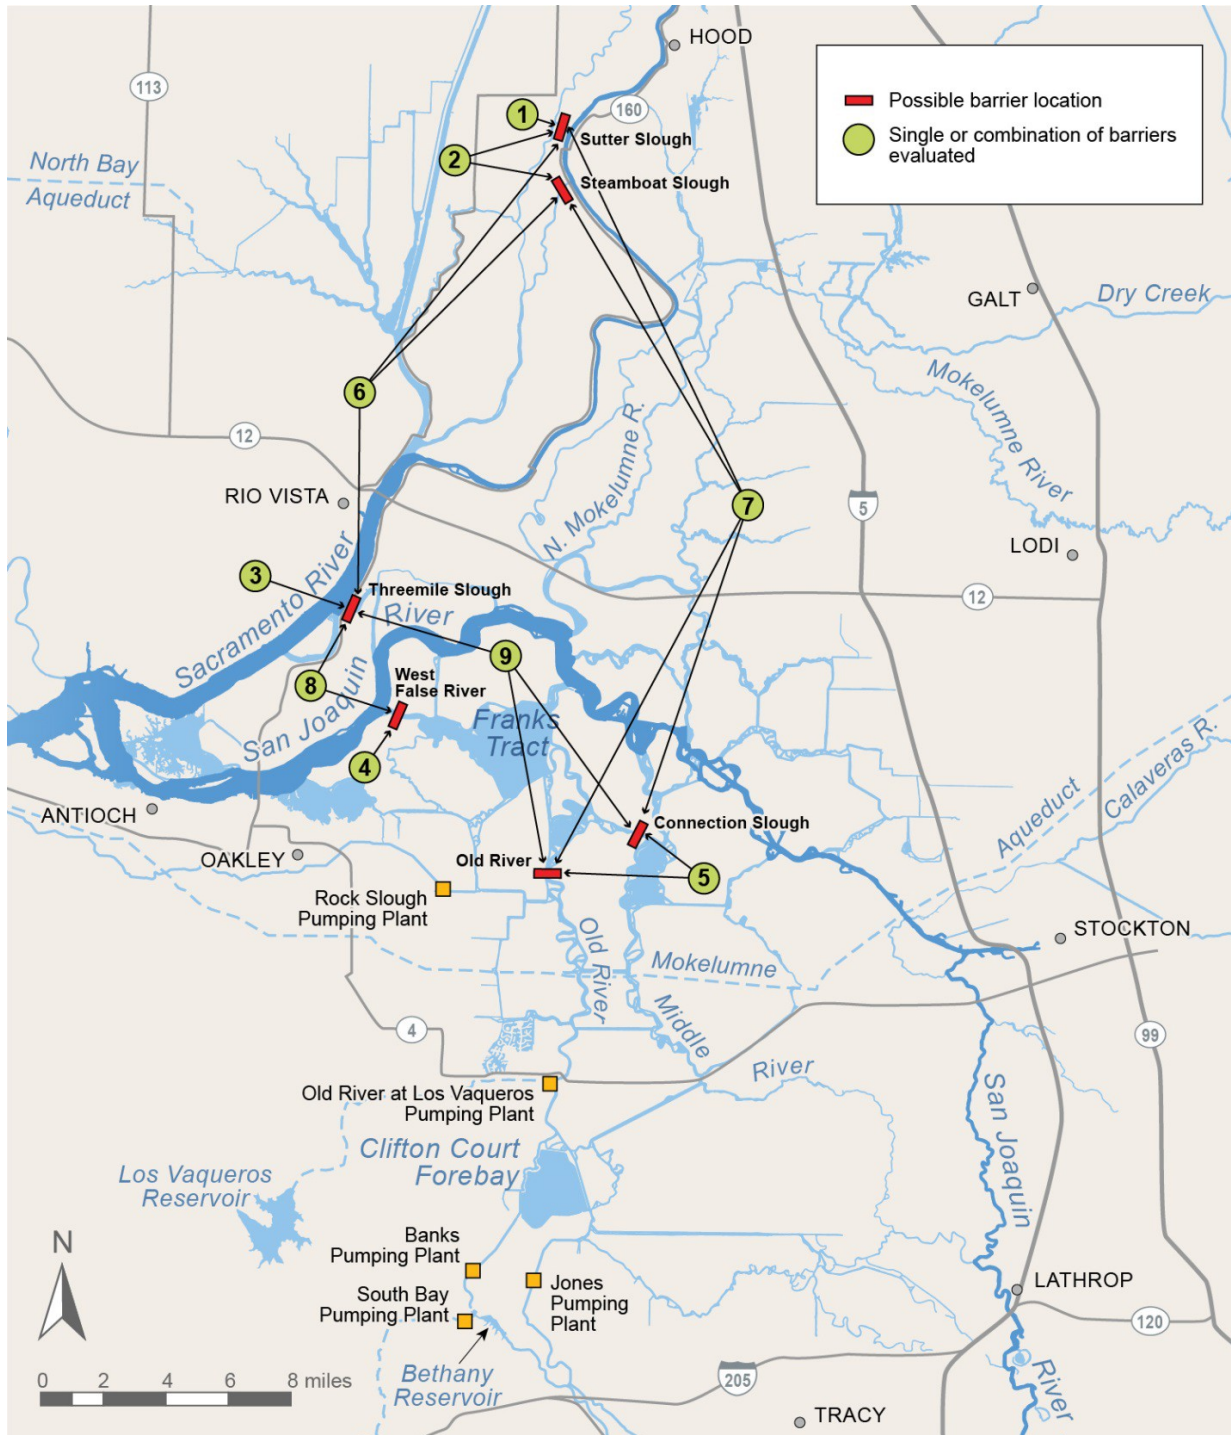 HOOD
113
160
Possible barrier location
Single or combination of barriers
evaluated
1
Sutter Slough
2
Steamboat Slough
North Bay
Aqueduct
GALT
Dry Creek
Mokelumne
River
6
N. Mokelumne R.
12
RIO VISTA
7
5
LODI
3
Sacramento River
Threemile Slough
12
San Joaquin River
9
8
West
False River
Franks
Tract
4
ANTIOCH
Connection Slough
Aqueduct
Calaveras R.
OAKLEY
Old River
5
Rock Slough
Pumping Plant
Old River
STOCKTON
Mokelumne
4
Middle
River
99
Old River at Los Vaqueros
Pumping Plant
San Joaquin
Clifton Court
Forebay
Los Vaqueros
Reservoir
N
Banks
Pumping Plant
LATHROP
South Bay
Pumping Plant
Jones
Pumping
Plant
120
Bethany
Reservoir
0 2 4 6 8 miles
205
River
TRACY